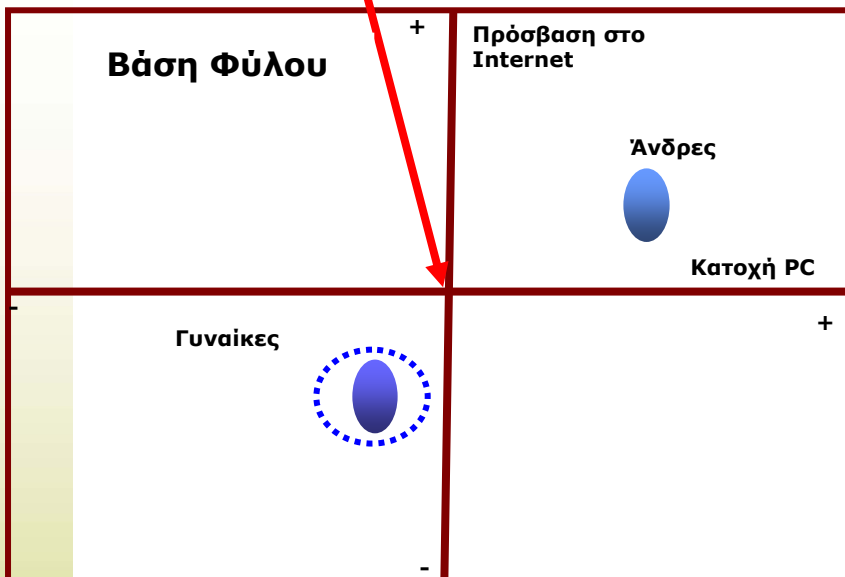 +
Πρόσβαση στο
Internet
Βάση Φύλου
Άνδρες
Κατοχή PC
-
+
Γυναίκες
-